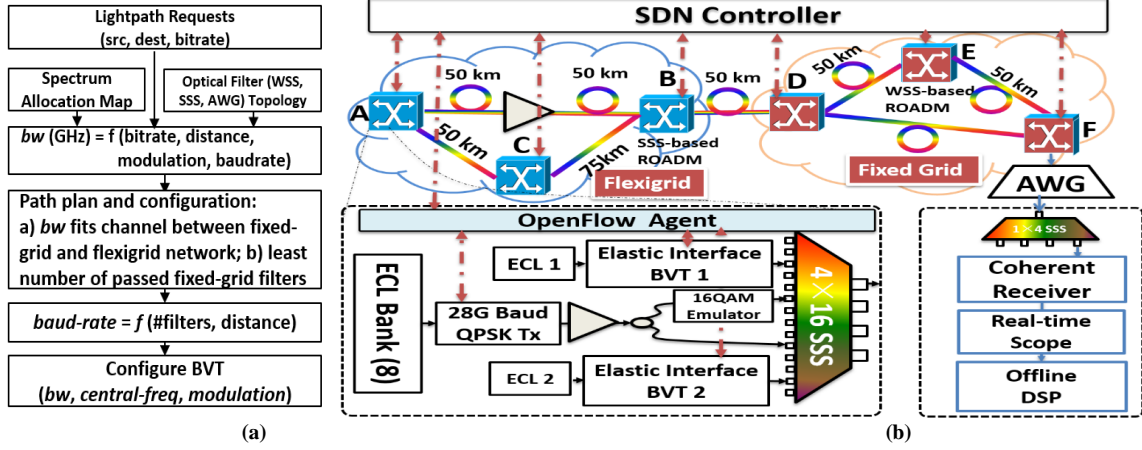 Lightpath Requests
(src, dest, bitrate)
Spectrum
Allocation Map
Optical Filter (WSS,
SSS, AWG) Topology
bw (GHz) = f (bitrate, distance,
modulation, baudrate)
Path plan and configuration:
a) bw fits channel between fixed-
grid and flexigrid network; b) least
number of passed fixed-grid filters
baud-rate = f (#filters, distance)
Configure BVT
(bw, central-freq, modulation)
(a)
SDN Controller
50 km
50 km
50 km
50 km
50 km
50 km
75km
A
B
C
D
E
F
SSS-based
ROADM
WSS-based
ROADM
Flexigrid
Fixed Grid
AWG
OpenFlow Agent
ECL Bank (8)
ECL 1
Elastic Interface
BVT 1
28G Baud
QPSK Tx
16QAM
Emulator
ECL 2
Elastic Interface
BVT 2
4×16 SSS
1×4 SSS
Coherent
Receiver
Real-time
Scope
Offline
DSP
(b)